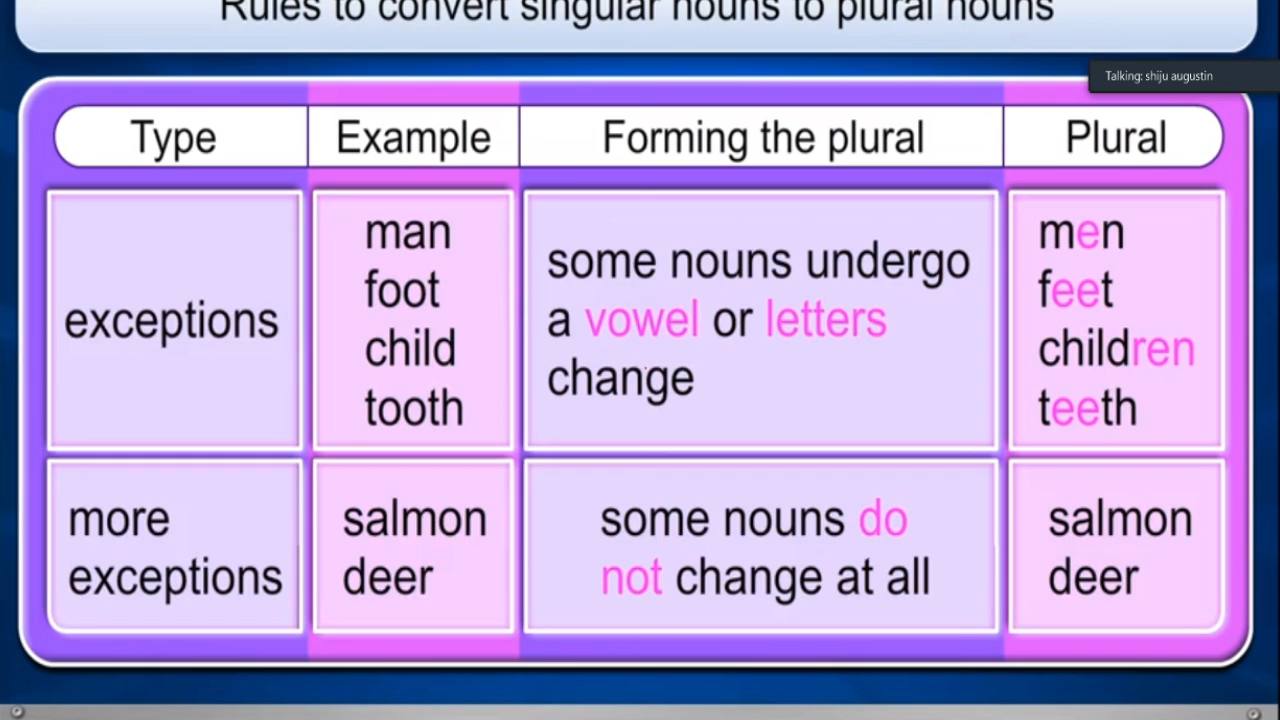 Rules to convert singular nouns to plural nouns
Talking: shiju augustin
Type Example Forming the plural Plural
exceptions
man
foot
child
tooth
some nouns undergo
a vowel or letters
change
men
feet
children
teeth
more
exceptions
salmon
deer
some nouns do
not change at all
salmon
deer